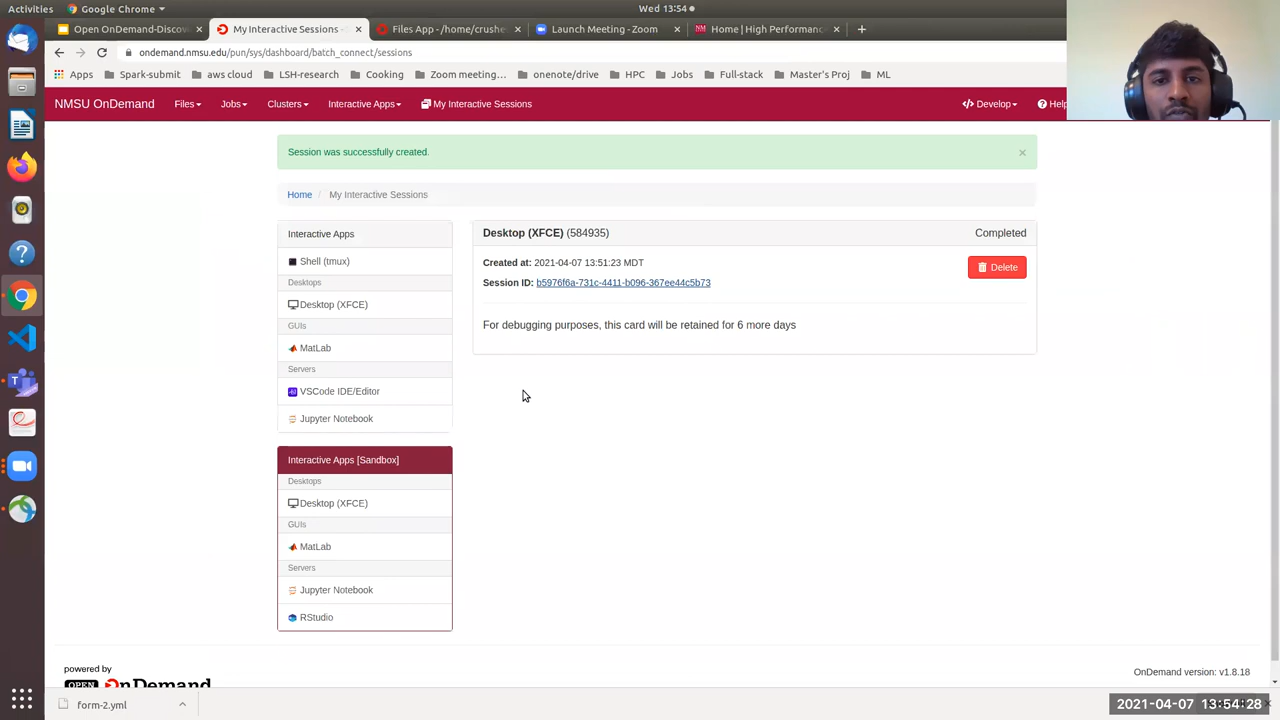 Activities
Google Chrome
Wed 13:54
Open OnDemand-Discov
My Interactive Sessions -
Files App - /home/crushe
Launch Meeting - Zoom
Home | High Performanc
ondemand.nmsu.edu/pun/sys/dashboard/batch_connect/sessions
Apps
Spark-submit
aws cloud
LSH-research
Cooking
Zoom meeting…
onenote/drive
HPC
Jobs
Full-stack
Master's Proj
ML
NMSU OnDemand
Files
Jobs
Clusters
Interactive Apps
My Interactive Sessions
Develop
Help
Session was successfully created.
Home / My Interactive Sessions
Interactive Apps
Shell (tmux)
Desktops
Desktop (XFCE)
GUIs
MatLab
Servers
VSCode IDE/Editor
Jupyter Notebook
Interactive Apps [Sandbox]
Desktops
Desktop (XFCE)
GUIs
MatLab
Servers
Jupyter Notebook
RStudio
Desktop (XFCE) (584935)
Completed
Created at: 2021-04-07 13:51:23 MDT
Delete
Session ID: b5976f6a-731c-4411-b096-367ee44c5b73
For debugging purposes, this card will be retained for 6 more days
powered by
OPEN OnDemand
OnDemand version: v1.8.18
form-2.yml
2021-04-07 13:54:28